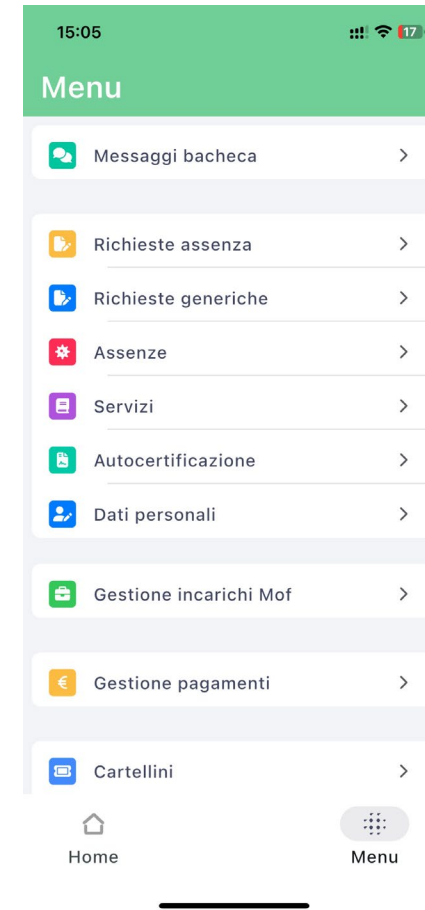 15:05
17
Menu
Messaggi bacheca
Richieste assenza
Richieste generiche
Assenze
Servizi
Autocertificazione
Dati personali
Gestione incarichi Mof
Gestione pagamenti
Cartellini
Home
Menu